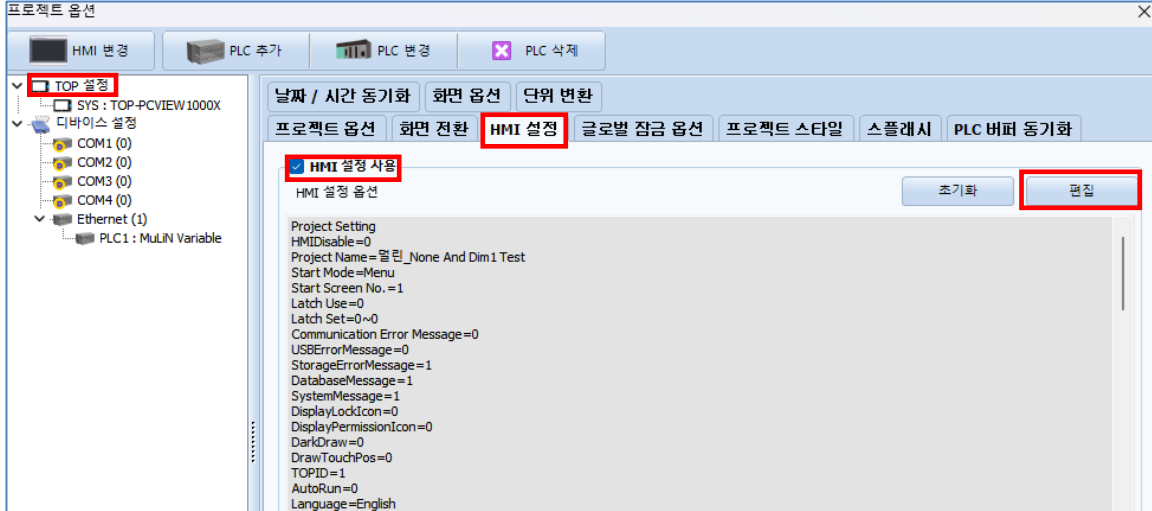 프로젝트 옵션
HMI 변경
PLC 추가
PLC 변경
PLC 삭제
TOP 설정
SYS : TOP-PCVIEW1000X
디바이스 설정
COM1 (0)
COM2 (0)
COM3 (0)
COM4 (0)
Ethernet (1)
PLC1 : MuLiN Variable
날짜 / 시간 동기화
화면 옵션
단위 변환
프로젝트 옵션
화면 전환
HMI 설정
글로벌 잠금 옵션
프로젝트 스타일
스플래시
PLC 버퍼 동기화
HMI 설정 사용
HMI 설정 옵션
초기화
편집
Project Setting
HMIDisable=0
Project Name=멀린_None And Dim1 Test
Start Mode=Menu
Start Screen No.=1
Latch Use=0
Latch Set=0~0
Communication Error Message=0
USBErrorMessage=0
StorageErrorMessage=1
DatabaseMessage=1
SystemMessage=1
DisplayLockIcon=0
DisplayPermissionIcon=0
DarkDraw=0
DrawTouchPos=0
TOPID=1
AutoRun=0
Language=English